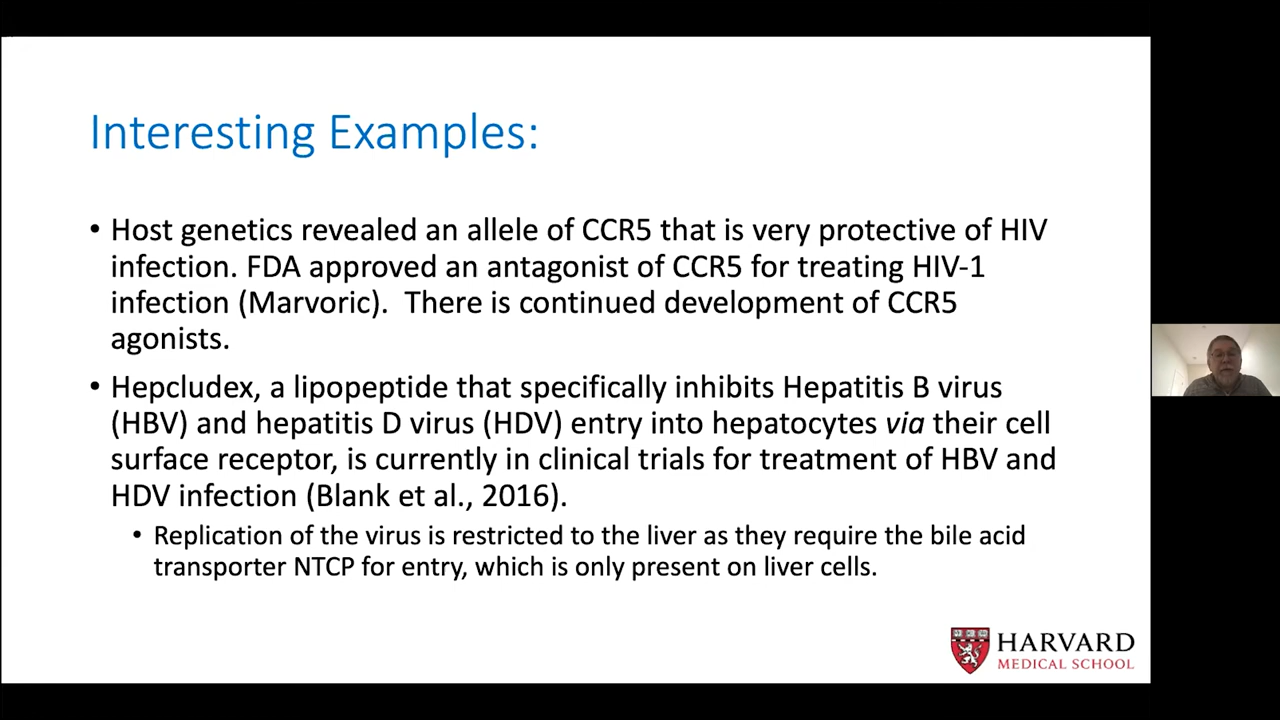 Interesting Examples:
• Host genetics revealed an allele of CCR5 that is very protective of HIV
infection. FDA approved an antagonist of CCR5 for treating HIV-1
infection (Marvoric).  There is continued development of CCR5
agonists.
• Hepcludex, a lipopeptide that specifically inhibits Hepatitis B virus
(HBV) and hepatitis D virus (HDV) entry into hepatocytes via their cell
surface receptor, is currently in clinical trials for treatment of HBV and
HDV infection (Blank et al., 2016).
• Replication of the virus is restricted to the liver as they require the bile acid
transporter NTCP for entry, which is only present on liver cells.
HARVARD
MEDICAL SCHOOL